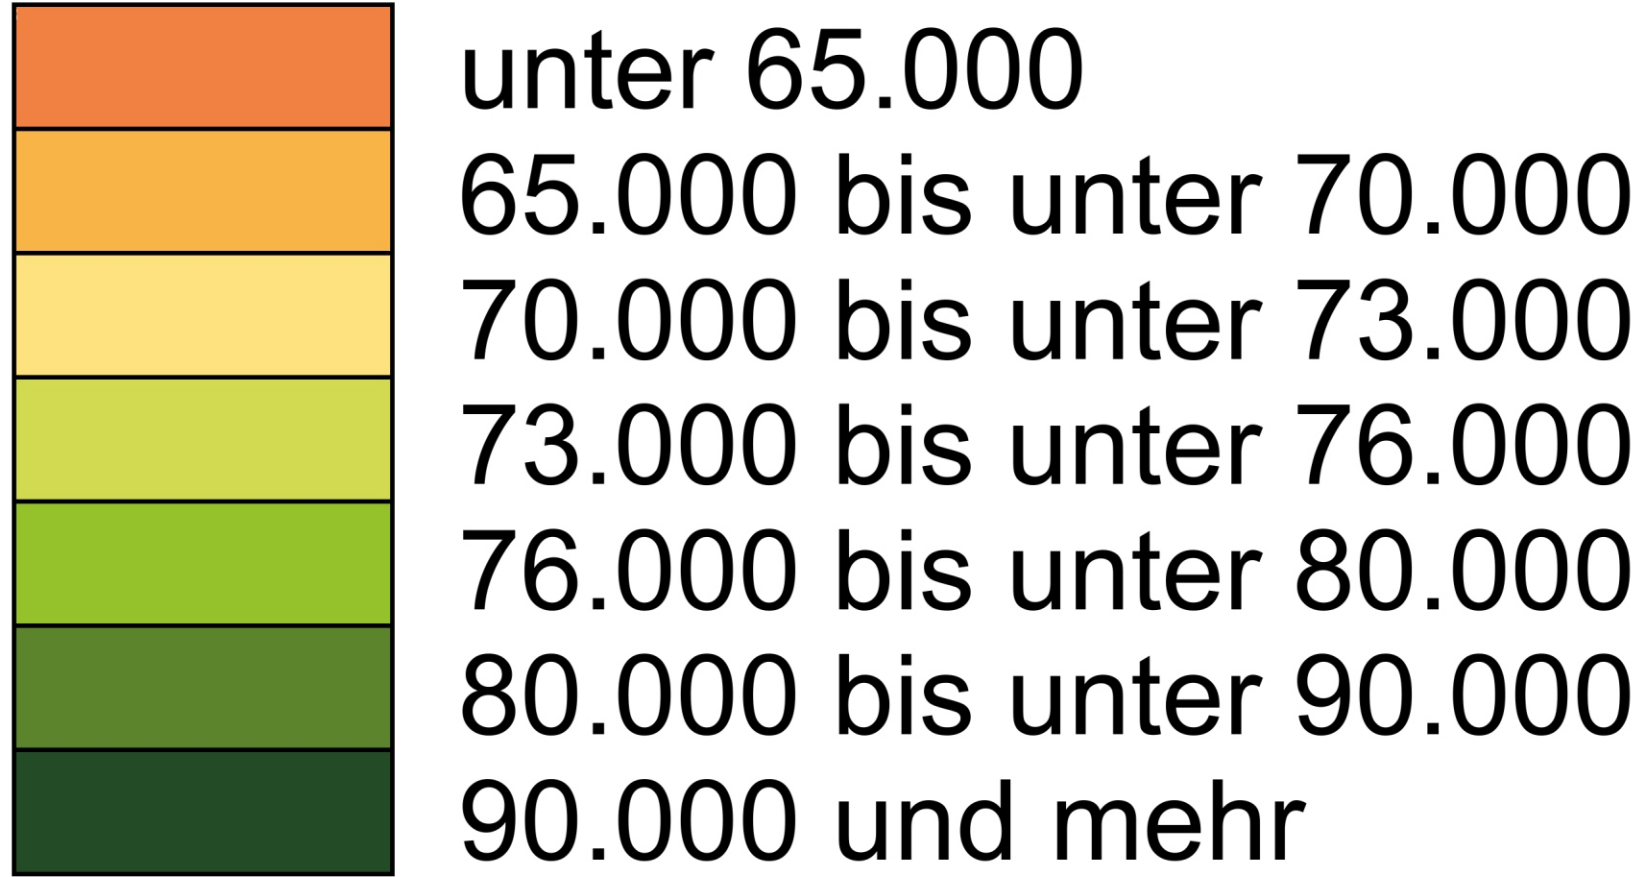 unter 65.000
65.000 bis unter 70.000
70.000 bis unter 73.000
73.000 bis unter 76.000
76.000 bis unter 80.000
80.000 bis unter 90.000
90.000 und mehr